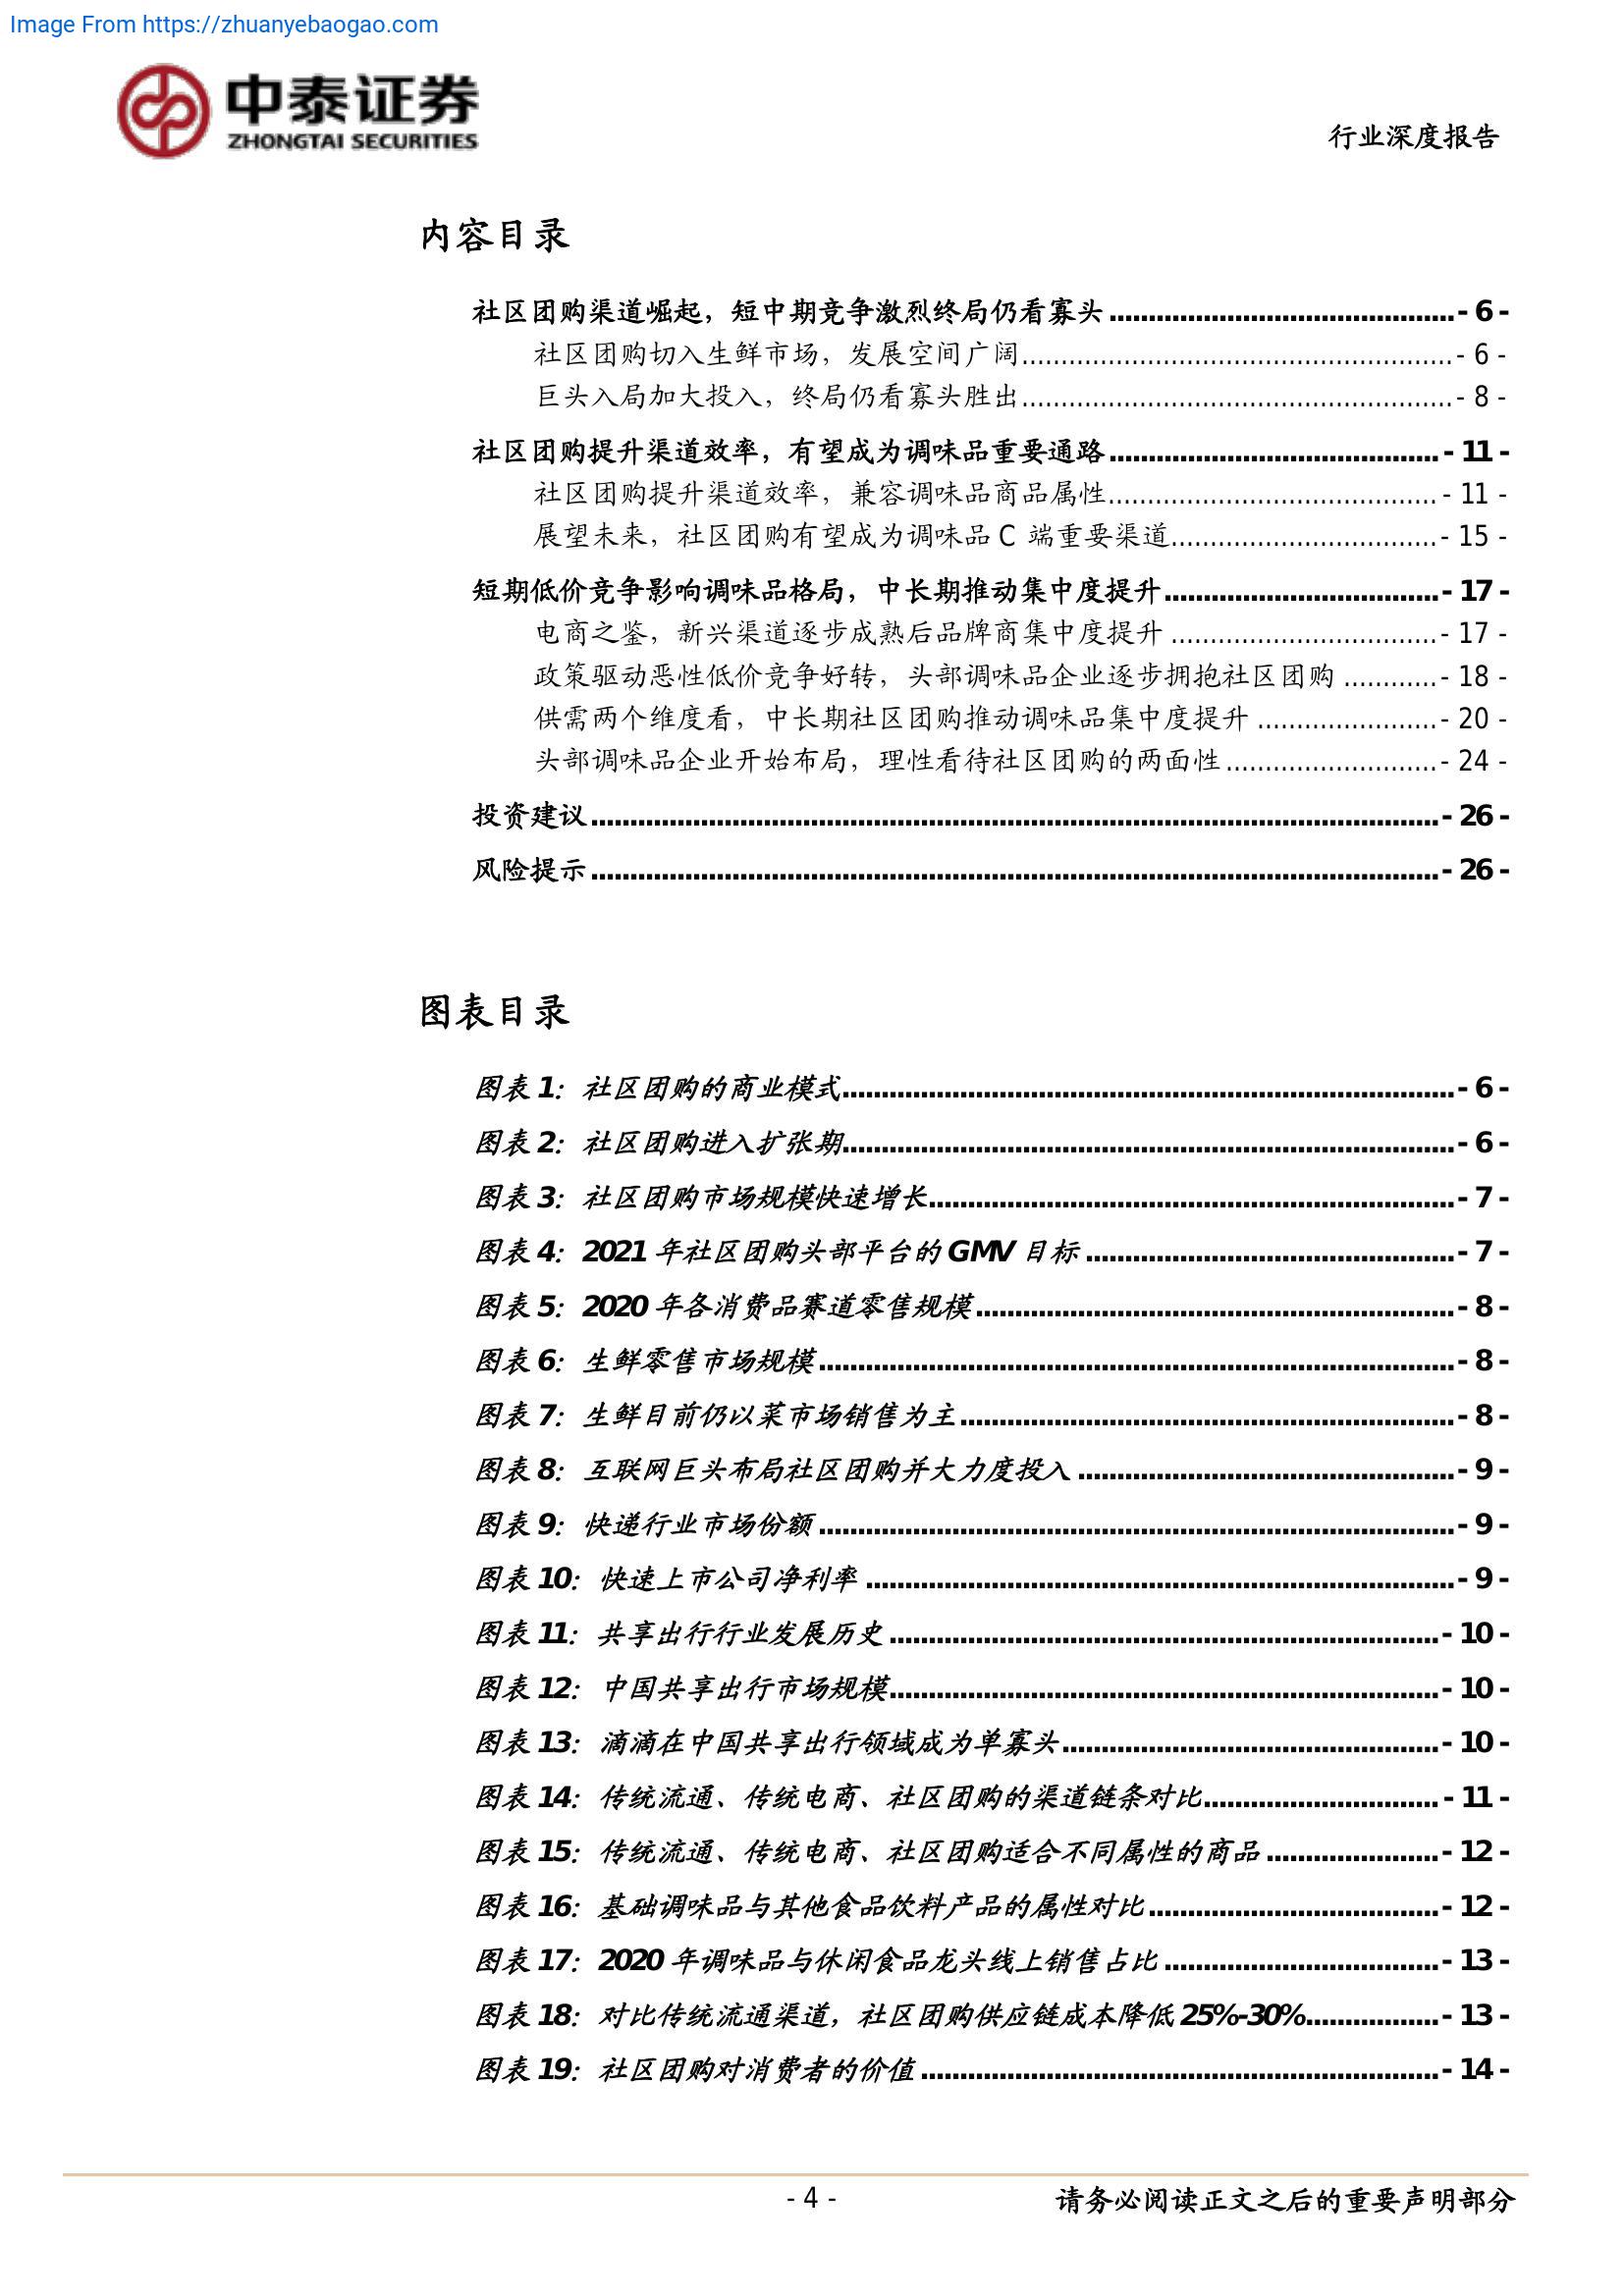 Image From https://zhuanyebaogao.com
中泰证券
ZHONGTAI SECURITIES
行业深度报告
内容目录
社区团购渠道崛起，短中期竞争激烈终局仍看寡头............................................- 6 -
社区团购切入生鲜市场，发展空间广阔.......................................................- 6 -
巨头入局加大投入，终局仍看寡头胜出.......................................................- 8 -
社区团购提升渠道效率，有望成为调味品重要通路..........................................- 11 -
社区团购提升渠道效率，兼容调味品商品属性..........................................- 11 -
展望未来，社区团购有望成为调味品 C 端重要渠道..................................- 15 -
短期低价竞争影响调味品格局，中长期推动集中度提升...................................- 17 -
电商之鉴，新兴渠道逐步成熟后品牌商集中度提升..................................- 17 -
政策驱动恶性低价竞争好转，头部调味品企业逐步拥抱社区团购............- 18 -
供需两个维度看，中长期社区团购推动调味品集中度提升.......................- 20 -
头部调味品企业开始布局，理性看待社区团购的两面性...........................- 24 -
投资建议............................................................................................................- 26 -
风险提示............................................................................................................- 26 -
图表目录
图表 1：社区团购的商业模式..............................................................................- 6 -
图表 2：社区团购进入扩张期..............................................................................- 6 -
图表 3：社区团购市场规模快速增长...................................................................- 7 -
图表 4：2021 年社区团购头部平台的 GMV 目标...............................................- 7 -
图表 5：2020 年各消费品赛道零售规模.............................................................- 8 -
图表 6：生鲜零售市场规模.................................................................................- 8 -
图表 7：生鲜目前仍以菜市场销售为主...............................................................- 8 -
图表 8：互联网巨头布局社区团购并大力度投入................................................- 9 -
图表 9：快递行业市场份额.................................................................................- 9 -
图表 10：快速上市公司净利率...........................................................................- 9 -
图表 11：共享出行行业发展历史......................................................................- 10 -
图表 12：中国共享出行市场规模......................................................................- 10 -
图表 13：滴滴在中国共享出行领域成为单寡头................................................- 10 -
图表 14：传统流通、传统电商、社区团购的渠道链条对比..............................- 11 -
图表 15：传统流通、传统电商、社区团购适合不同属性的商品......................- 12 -
图表 16：基础调味品与其他食品饮料产品的属性对比.....................................- 12 -
图表 17：2020 年调味品与休闲食品龙头线上销售占比...................................- 13 -
图表 18：对比传统流通渠道，社区团购供应链成本降低 25%-30%.................- 13 -
图表 19：社区团购对消费者的价值..................................................................- 14 -
- 4 -
请务必阅读正文之后的重要声明部分